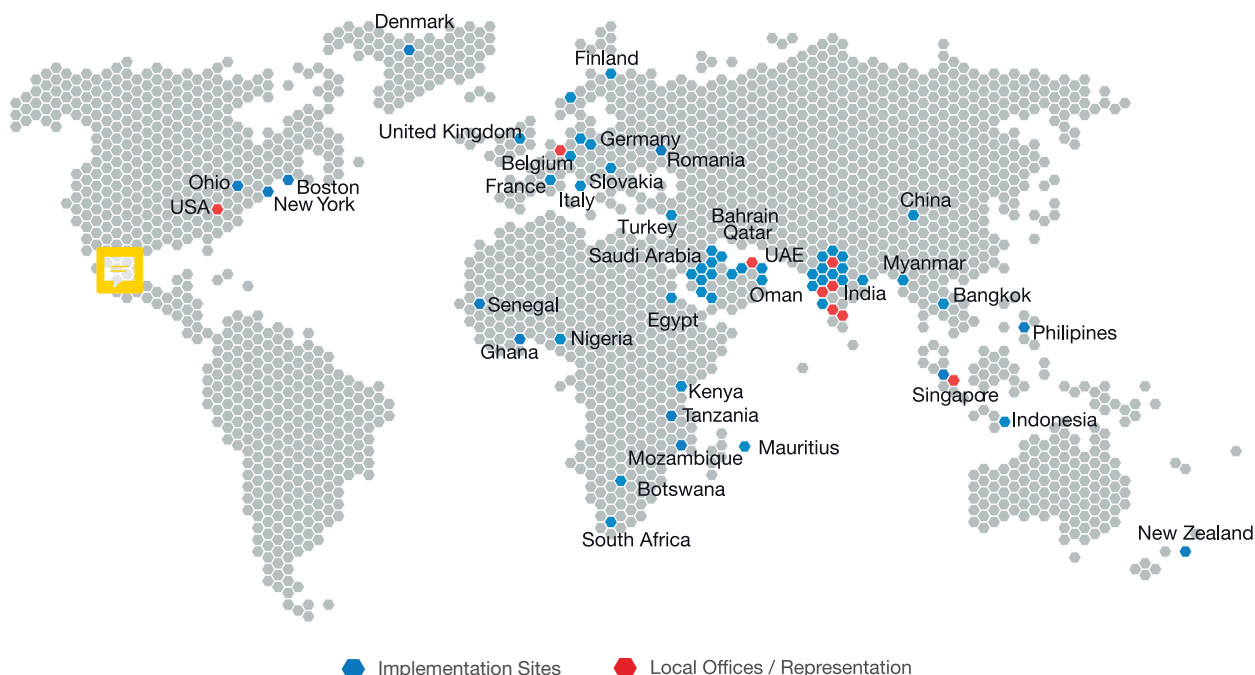 Denmark
Finland
United Kingdom
Germany
Belgium
Romania
Ohio
Boston
France
Slovakia
New York
Italy
USA
China
Turkey
Bahrain
Qatar
Saudi Arabia
UAE
Myanmar
Oman
India
Bangkok
Senegal
Egypt
Philipines
Ghana
Nigeria
Kenya
Singapore
Tanzania
Indonesia
Mozambique
Mauritius
Botswana
South Africa
New Zealand
Implementation Sites
Local Offices / Representation